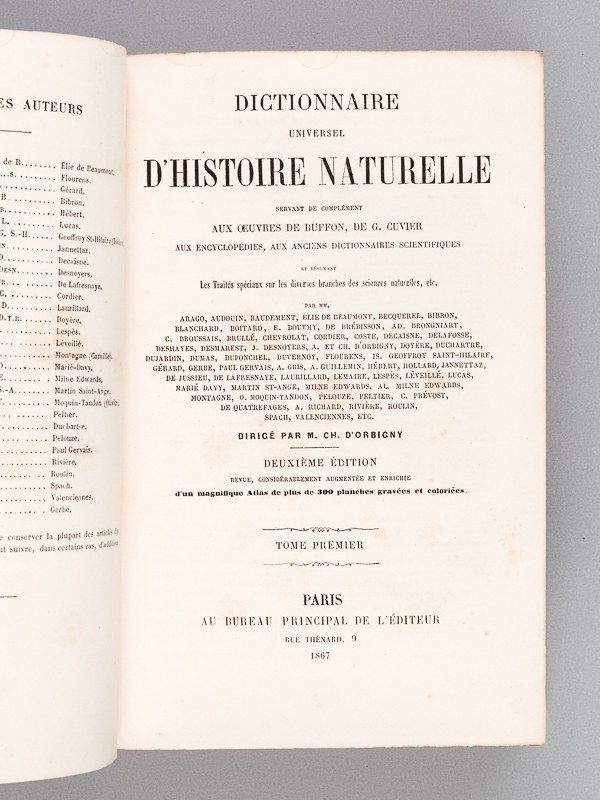 ES AUTEURS
de B........ Élie de Beaumont.
Flourens.
Gérard.
B. Bibron.
Hébert.
L. Lucas.
G. S.-H. Geoffroy St-Hilaire
Jannettaz.
Decaisne.
DESN. Desnoyers.
De Lafresnaye.
Cordier.
Laurillard.
D.Y.R. Doyère.
Lespès.
Léveillé.
Montagne (Camille).
Marié-Davy.
Milne Edwards.
Martin Saint-Ange.
Moquin-Tandon (Olivier).
Peltier.
Duchartre.
Pelouze.
Paul Gervais.
Rivière.
Roulin.
Spach.
Valenciennes.
Gerbe.
e conserver la plupart des articles
nt suivre, dans certains cas, d'additions
DICTIONNAIRE
UNIVERSEL
D'HISTOIRE NATURELLE
SERVANT DE COMPLÉMENT
AUX ŒUVRES DE BUFFON, DE G. CUVIER
AUX ENCYCLOPÉDIES, AUX ANCIENS DICTIONNAIRES SCIENTIFIQUES
ET RÉSUMANT
Les Traités spéciaux sur les diverses branches des sciences naturelles, etc.
PAR MM.
ARAGO, AUDOUIN, BAUDEMENT, ÉLIE DE BEAUMONT, BECQUEREL, BIBRON,
BLANCHARD, BOITARD, E. BOUTMY, DE BRÉBISSON, AD. BRONGNIART,
C. BROUSSAIS, BRULLÉ, CHEVROLAT, CORDIER, COSTE, DECAISNE, DELAFOSSE,
DESHAYES, DESMAREST, J. DESNOYERS, A. ET CH. D'ORBIGNY, DOYÈRE, DUCHARTRE,
DUJARDIN, DUMAS, DUPONCHEL, DUVERNOY, FLOURENS, IS. GEOFFROY SAINT-HILAIRE,
GÉRARD, GERBE, PAUL GERVAIS, A. GRIS, A. GUILLEMIN, HÉBERT, HOLLARD, JANNETTAZ,
DE JUSSIEU, DE LAFRESNAYE, LAURILLARD, LEMAIRE, LESPÈS, LÉVEILLÉ, LUCAS,
MARIÉ DAVY, MARTIN ST-ANGE, MILNE EDWARDS, AL. MILNE EDWARDS,
MONTAGNE, O. MOQUIN-TANDON, PELOUZE, PELTIER, C. PRÉVOST,
DE QUATREFAGES, A. RICHARD, RIVIÈRE, ROULIN,
SPACH, VALENCIENNES, ETC.
DIRIGÉ PAR M. CH. D'ORBIGNY
DEUXIÈME ÉDITION
REVUE, CONSIDÉRABLEMENT AUGMENTÉE ET ENRICHIE
d'un magnifique Atlas de plus de 300 planches gravées et coloriées.
TOME PREMIER
PARIS
AU BUREAU PRINCIPAL DE L'ÉDITEUR
RUE THÉNARD, 9
1867